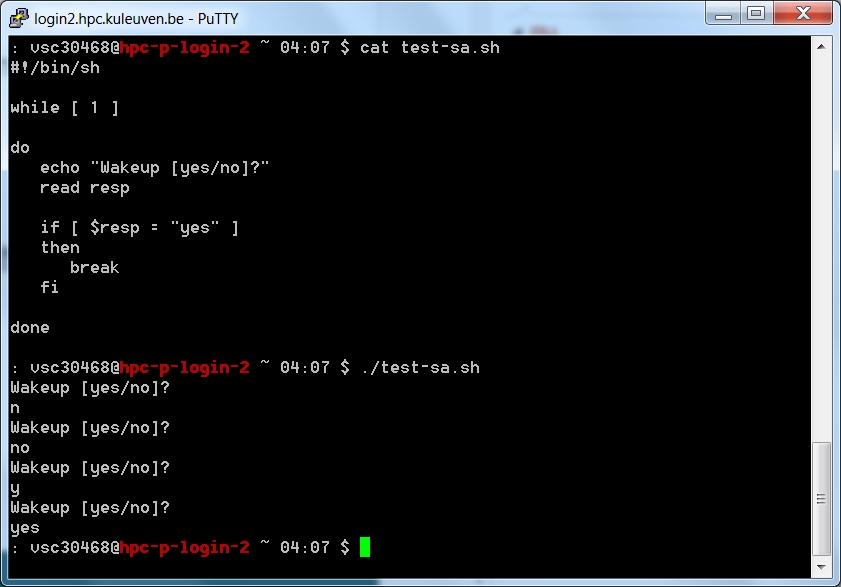 login2.hpc.kuleuven.be - PuTTY
: vsc30468@hpc-p-login-2 ~ 04:07 $ cat test-sa.sh
#!/bin/sh
while [ 1 ]
do
echo "Wakeup [yes/no]?"
read resp
if [ $resp = "yes" ]
then
break
fi
done
: vsc30468@hpc-p-login-2 ~ 04:07 $ ./test-sa.sh
Wakeup [yes/no]?
n
Wakeup [yes/no]?
no
Wakeup [yes/no]?
y
Wakeup [yes/no]?
yes
: vsc30468@hpc-p-login-2 ~ 04:07 $